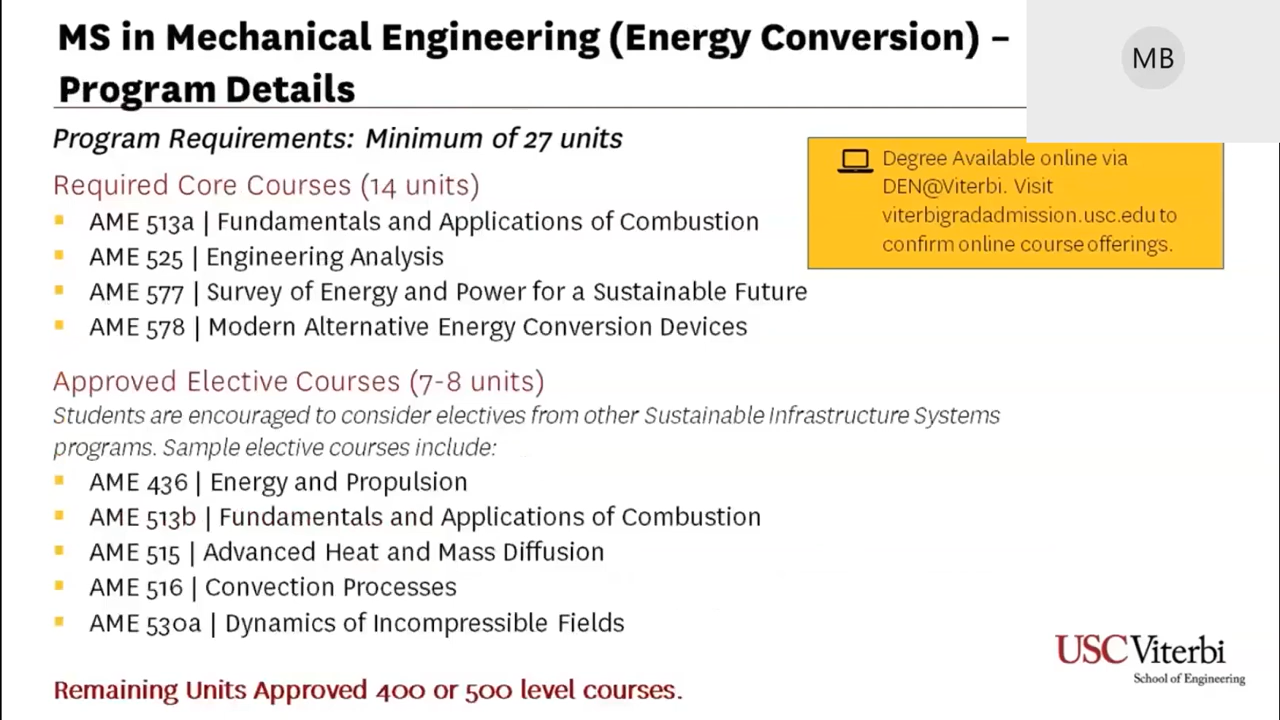 MS in Mechanical Engineering (Energy Conversion) –
Program Details
MB
Program Requirements: Minimum of 27 units
Degree Available online via
DEN@Viterbi. Visit
viterbigradadmission.usc.edu to
confirm online course offerings.
Required Core Courses (14 units)
AME 513a | Fundamentals and Applications of Combustion
AME 525 | Engineering Analysis
AME 577 | Survey of Energy and Power for a Sustainable Future
AME 578 | Modern Alternative Energy Conversion Devices
Approved Elective Courses (7-8 units)
Students are encouraged to consider electives from other Sustainable Infrastructure Systems
programs. Sample elective courses include:
AME 436 | Energy and Propulsion
AME 513b | Fundamentals and Applications of Combustion
AME 515 | Advanced Heat and Mass Diffusion
AME 516 | Convection Processes
AME 530a | Dynamics of Incompressible Fields
Remaining Units Approved 400 or 500 level courses.
USC Viterbi
School of Engineering